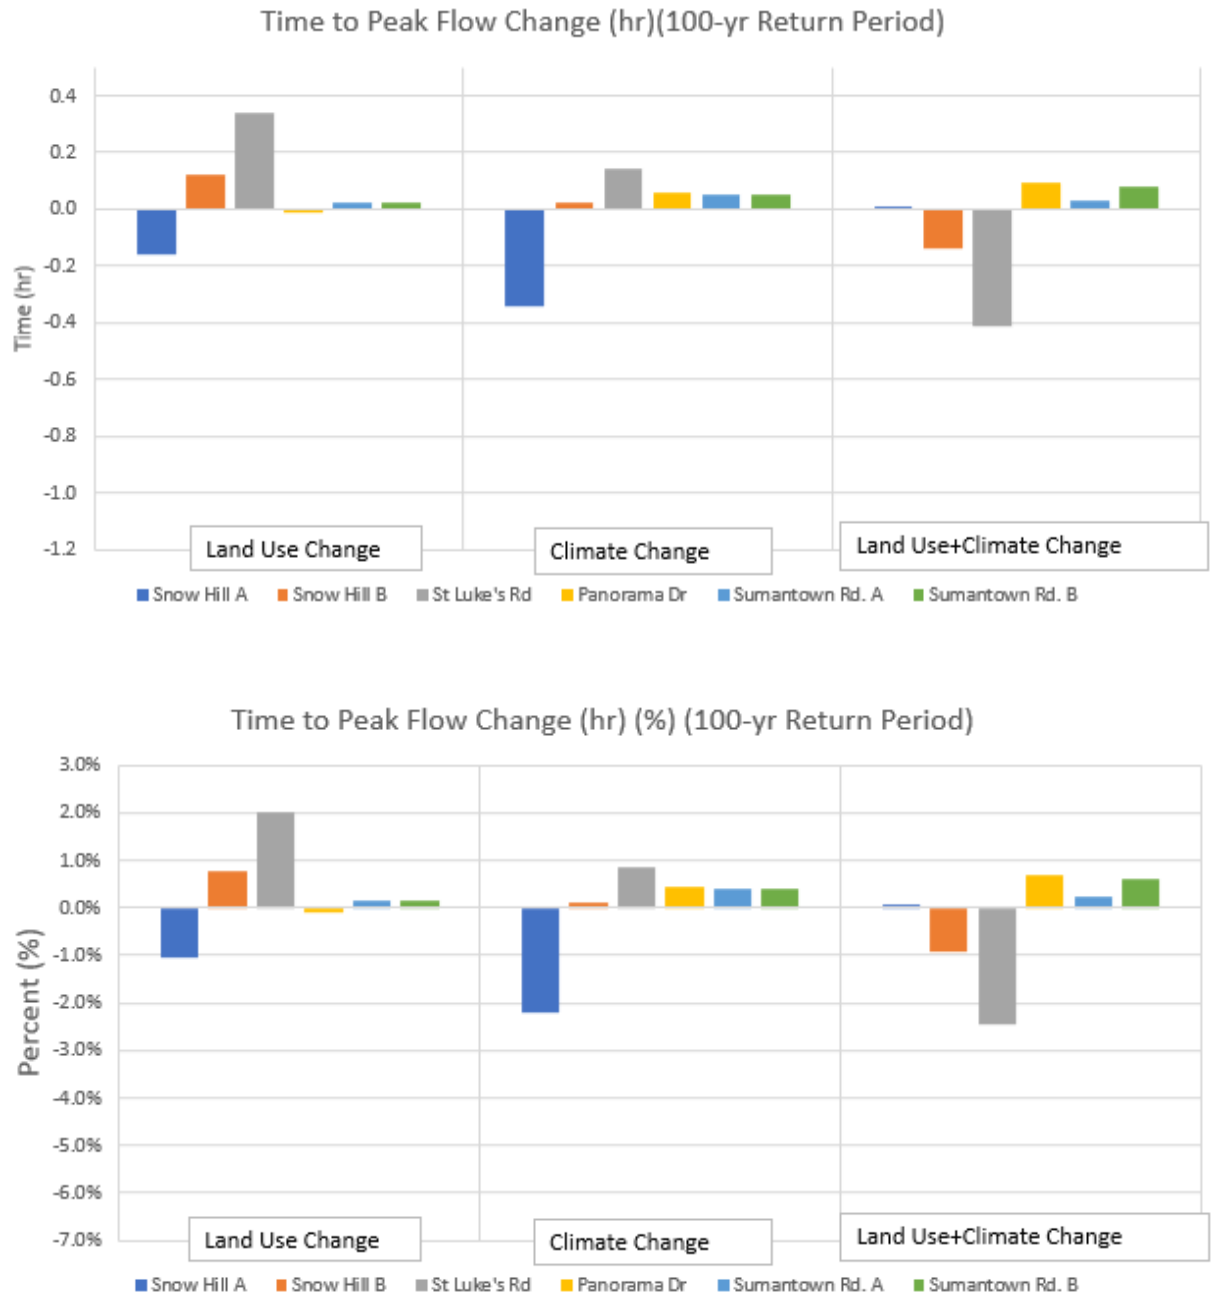 Time to Peak Flow Change (hr)(100-yr Return Period)
0.4
0.2
0.0
-0.2
-0.4
-0.6
-0.8
-1.0
-1.2
Time (hr)
Land Use Change
Climate Change
Land Use+Climate Change
Snow Hill A Snow Hill B St Luke's Rd Panorama Dr Sumantown Rd. A Sumantown Rd. B
Time to Peak Flow Change (hr) (%) (100-yr Return Period)
3.0%
2.0%
1.0%
0.0%
-1.0%
-2.0%
-3.0%
-4.0%
-5.0%
-6.0%
-7.0%
Percent (%)
Land Use Change
Climate Change
Land Use+Climate Change
Snow Hill A Snow Hill B St Luke's Rd Panorama Dr Sumantown Rd. A Sumantown Rd. B